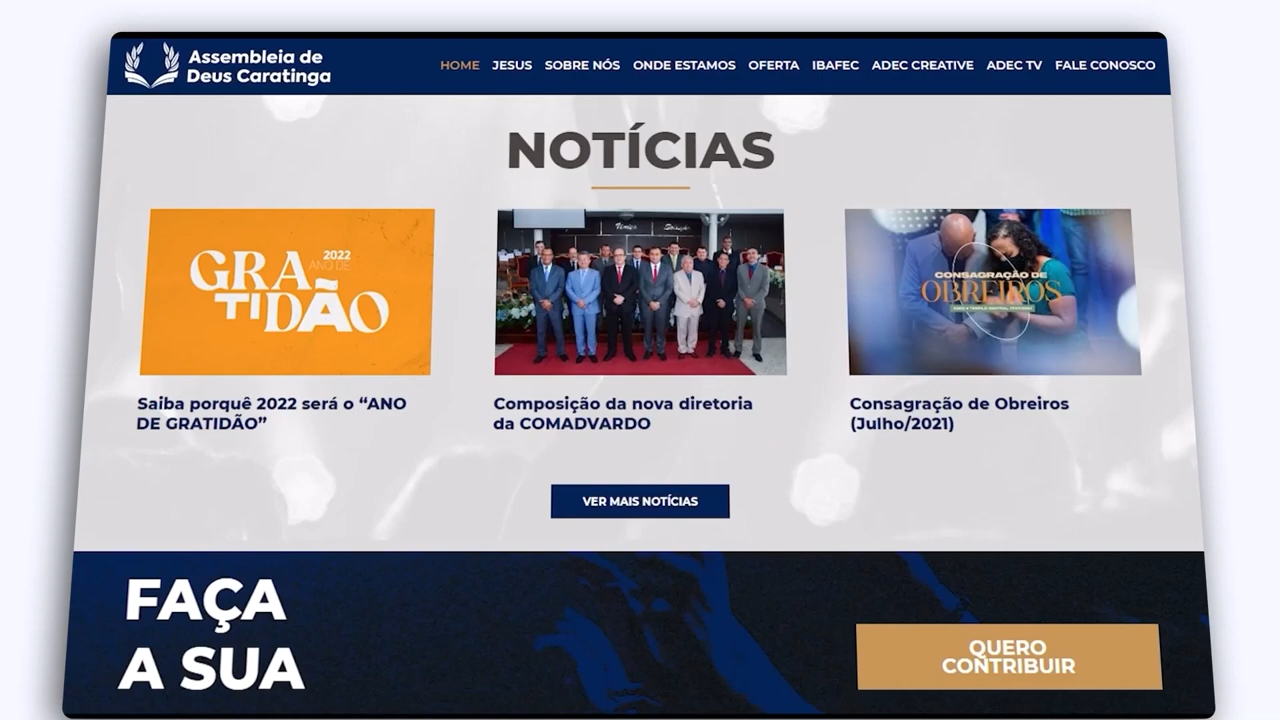 Assembleia de
Deus Caratinga
HOME JESUS SOBRE NÓS ONDE ESTAMOS OFERTA IBAFEC ADEC CREATIVE ADEC TV FALE CONOSCO
NOTÍCIAS
2022
ANO DE
GRA
TIDÃO
CONSAGRAÇÃO DE
OBREIROS
Saiba porquê 2022 será o “ANO
DE GRATIDÃO”
Composição da nova diretoria
da COMADVARDO
Consagração de Obreiros
(Julho/2021)
VER MAIS NOTÍCIAS
FAÇA
A SUA
QUERO
CONTRIBUIR